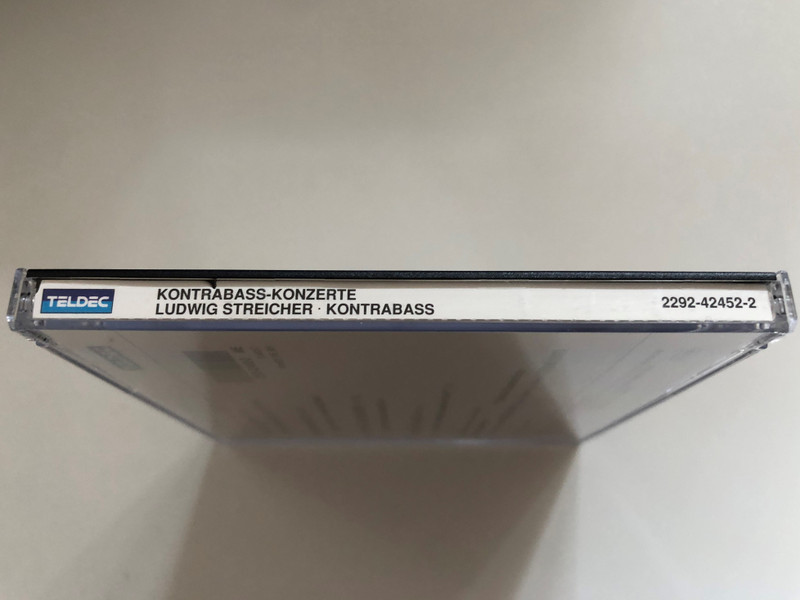 TELDEC
KONTRABASS-KONZERTE
LUDWIG STREICHER · KONTRABASS
2292-42452-2